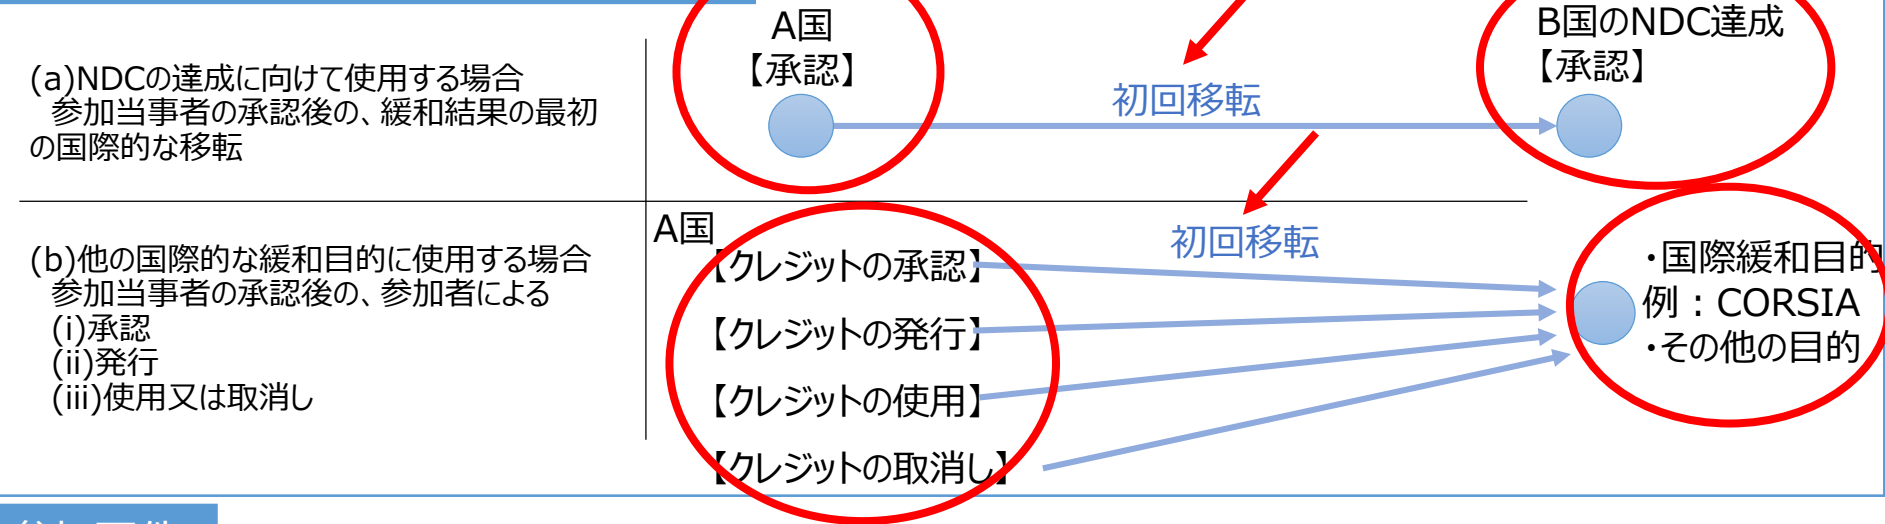 A国
【承認】
B国のNDC達成
【承認】
(a)NDCの達成に向けて使用する場合
参加当事者の承認後の、緩和結果の最初
の国際的な移転
初回移転
(b)他の国際的な緩和目的に使用する場合
参加当事者の承認後の、参加者による
(i)承認
(ii)発行
(iii)使用又は取消し
A国
【クレジットの承認】
【クレジットの発行】
【クレジットの使用】
【クレジットの取消し】
初回移転
・国際緩和目的
例：CORSIA
・その他の目的